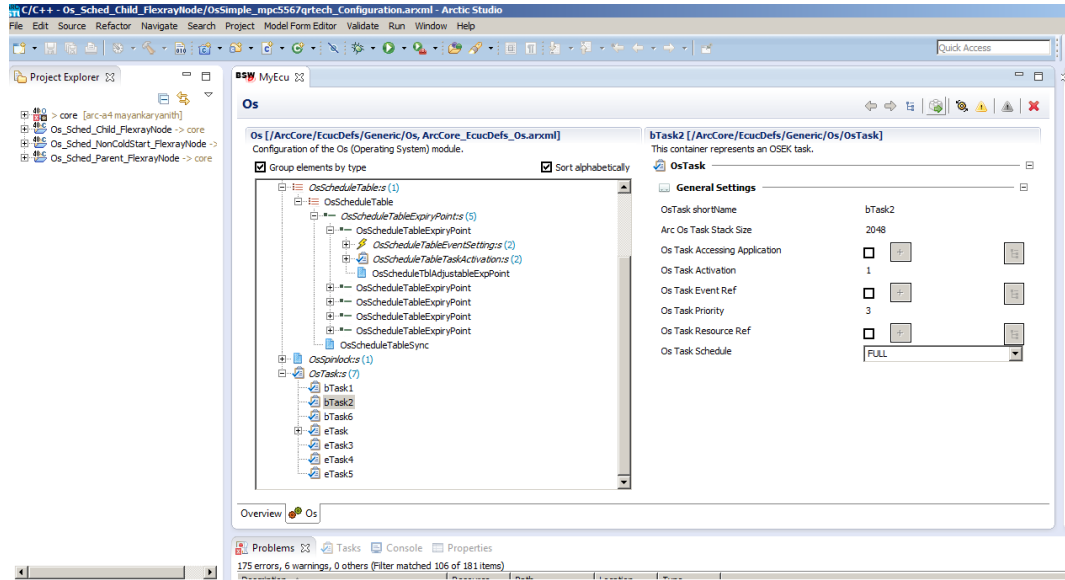 C/C++ - Os_Sched_Child_FlexrayNode/OsSimple_mpc5567qrtech_Configuration.arxml - Arctic Studio
File Edit Source Refactor Navigate Search Project Model Form Editor Validate Run Window Help
Quick Access
Project Explorer
> core [arc-a4 mayankaryanith]
Os_Sched_Child_FlexrayNode -> core
Os_Sched_NonColdStart_FlexrayNode ->
Os_Sched_Parent_FlexrayNode -> core
BSW MyEcu
Os
Os [/ArcCore/EcucDefs/Generic/Os, ArcCore_EcucDefs_Os.arxml]
Configuration of the Os (Operating System) module.
Group elements by type Sort alphabetically
OsScheduleTable:s (1)
OsScheduleTable
OsScheduleTableExpiryPoint:s (5)
OsScheduleTableExpiryPoint
OsScheduleTableEventSetting:s (2)
OsScheduleTableTaskActivation:s (2)
OsScheduleTblAdjustableExpPoint
OsScheduleTableExpiryPoint
OsScheduleTableExpiryPoint
OsScheduleTableExpiryPoint
OsScheduleTableExpiryPoint
OsScheduleTableSync
OsSpinlock:s (1)
OsTask:s (7)
bTask1
bTask2
bTask6
eTask
eTask3
eTask4
eTask5
bTask2 [/ArcCore/EcucDefs/Generic/Os/OsTask]
This container represents an OSEK task.
OsTask
General Settings
OsTask shortName bTask2
Arc Os Task Stack Size 2048
Os Task Accessing Application +
Os Task Activation 1
Os Task Event Ref +
Os Task Priority 3
Os Task Resource Ref +
Os Task Schedule FULL
Overview Os
Problems Tasks Console Properties
175 errors, 6 warnings, 0 others (Filter matched 106 of 181 items)
Description Resource Path Location Type